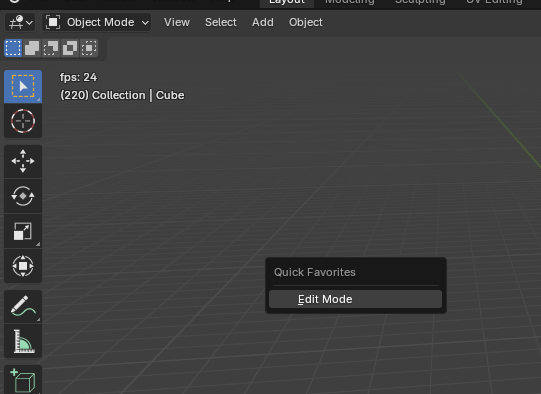 Layout Modeling Sculpting UV Editing
Object Mode View Select Add Object
fps: 24
(220) Collection | Cube
Quick Favorites
Edit Mode